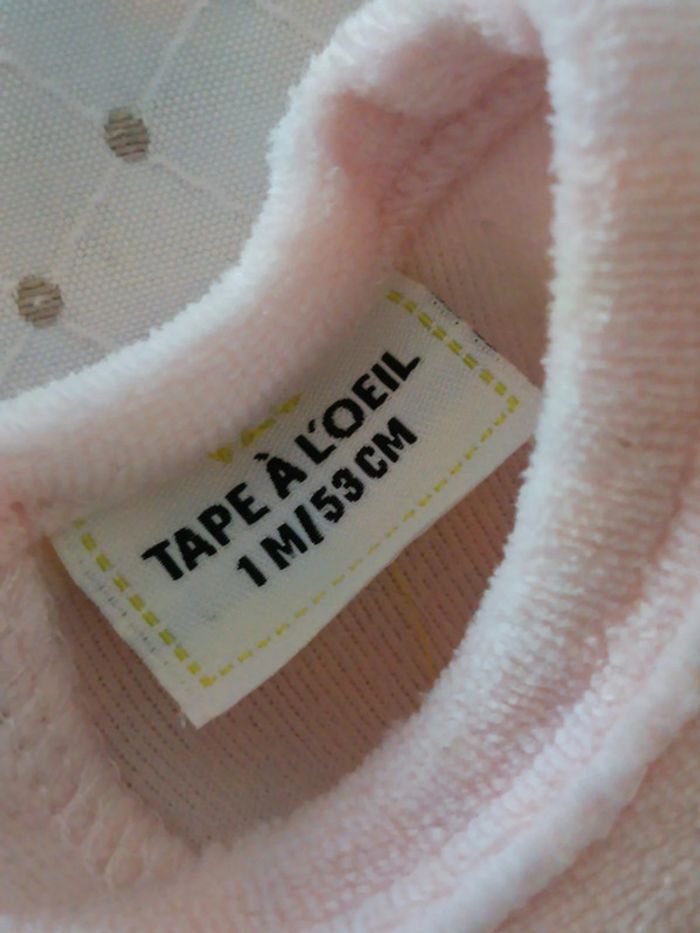 TAPE À L'OEIL
1 M/53 CM